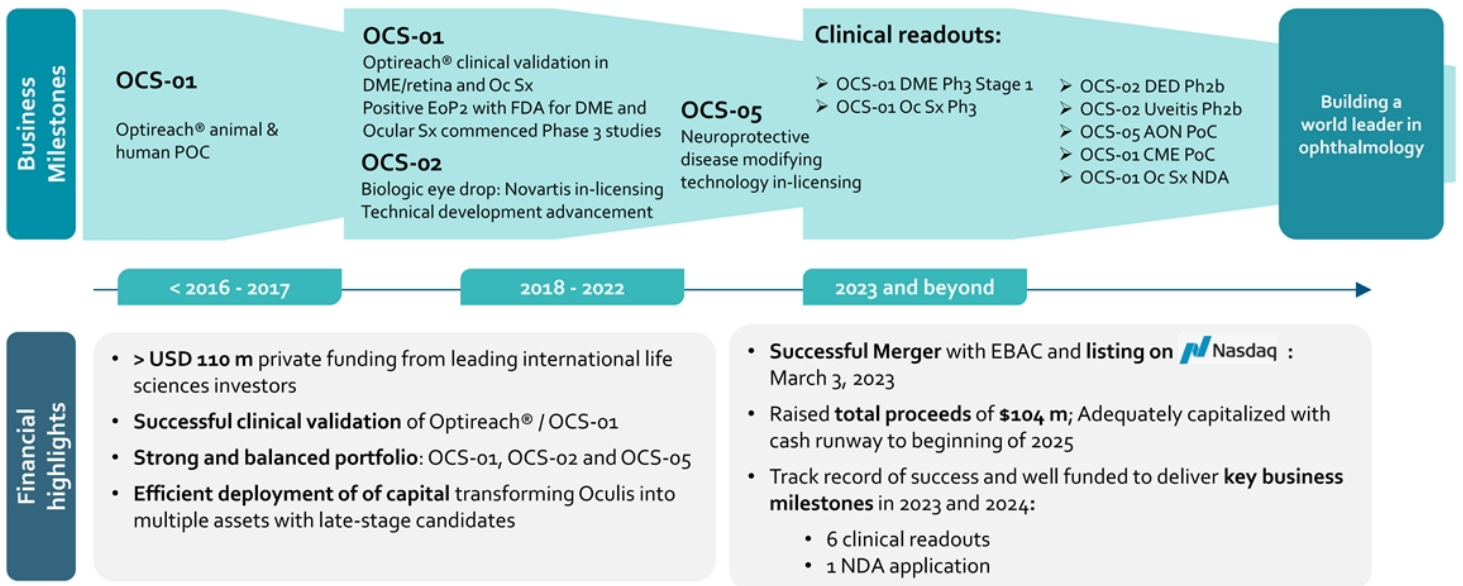 Business
Milestones
OCS-01
Optireach® animal &
human POC
OCS-01
Optireach® clinical validation in
DME/retina and Oc Sx
Positive EoP2 with FDA for DME and
Ocular Sx commenced Phase 3 studies
OCS-02
Biologic eye drop: Novartis in-licensing
Technical development advancement
OCS-05
Neuroprotective
disease modifying
technology in-licensing
Clinical readouts:
➢ OCS-01 DME Ph3 Stage 1
➢ OCS-01 Oc Sx Ph3
➢ OCS-02 DED Ph2b
➢ OCS-02 Uveitis Ph2b
➢ OCS-05 AON PoC
➢ OCS-01 CME PoC
➢ OCS-01 Oc Sx NDA
Building a
world leader in
ophthalmology
< 2016 - 2017
2018 - 2022
2023 and beyond
Financial
highlights
• > USD 110 m private funding from leading international life
sciences investors
• Successful clinical validation of Optireach® / OCS-01
• Strong and balanced portfolio: OCS-01, OCS-02 and OCS-05
• Efficient deployment of of capital transforming Oculis into
multiple assets with late-stage candidates
• Successful Merger with EBAC and listing on Nasdaq :
March 3, 2023
• Raised total proceeds of $104 m; Adequately capitalized with
cash runway to beginning of 2025
• Track record of success and well funded to deliver key business
milestones in 2023 and 2024:
• 6 clinical readouts
• 1 NDA application